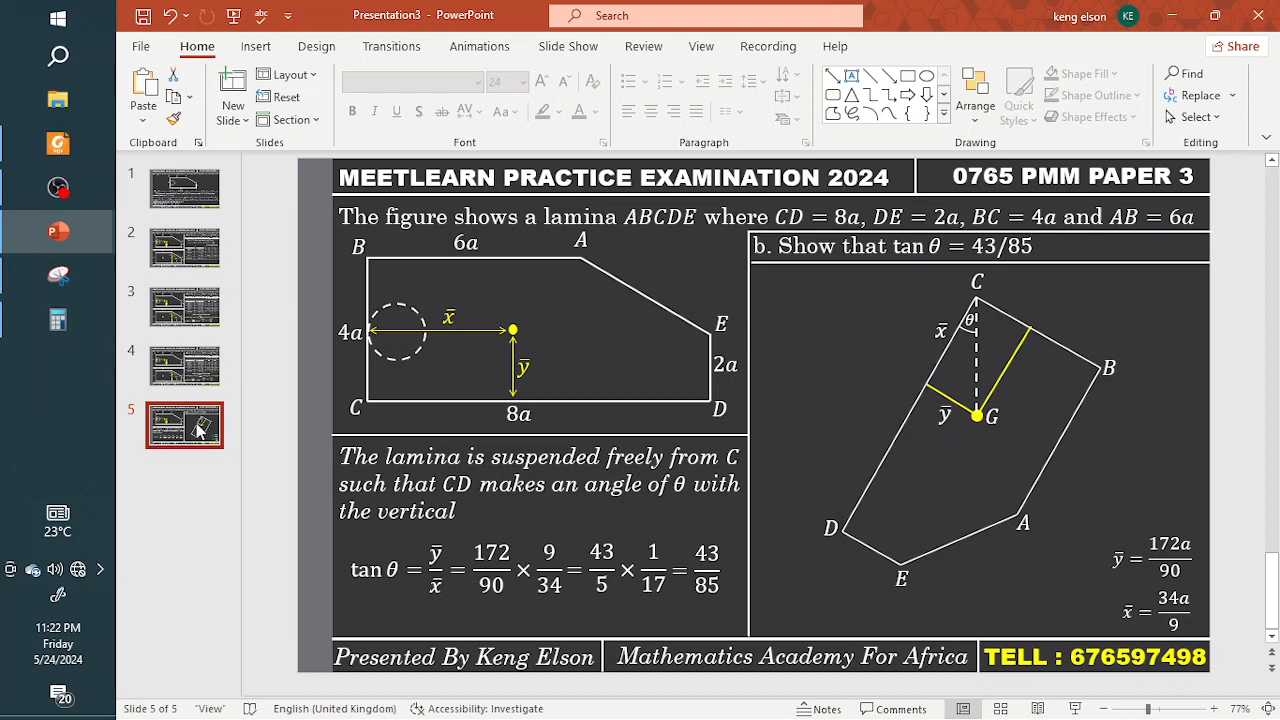 Presentation3 - PowerPoint
Search
keng elson
KE
File Home Insert Design Transitions Animations Slide Show Review View Recording Help
Share
Paste
New Slide
Layout
Reset
Section
24
Arrange
Quick Styles
Shape Fill
Shape Outline
Shape Effects
Find
Replace
Select
Clipboard Slides Font Paragraph Drawing Editing
1
2
3
4
5
MEETLEARN PRACTICE EXAMINATION 2024
0765 PMM PAPER 3
The figure shows a lamina ABCDE where CD = 8a, DE = 2a, BC = 4a and AB = 6a
B 6a A
x̄
4a
E
ȳ
2a
C 8a D
The lamina is suspended freely from C
such that CD makes an angle of θ with
the vertical
tan θ = ȳ/x̄ = 172/90 × 9/34 = 43/5 × 1/17 = 43/85
b. Show that tan θ = 43/85
C
θ
x̄
B
y G
D
A
E
ȳ = 172a/90
x̄ = 34a/9
Presented By Keng Elson
Mathematics Academy For Africa
TELL : 676597498
23°C
11:22 PM
Friday
5/24/2024
20
Slide 5 of 5
"View"
English (United Kingdom)
Accessibility: Investigate
Notes
Comments
77%